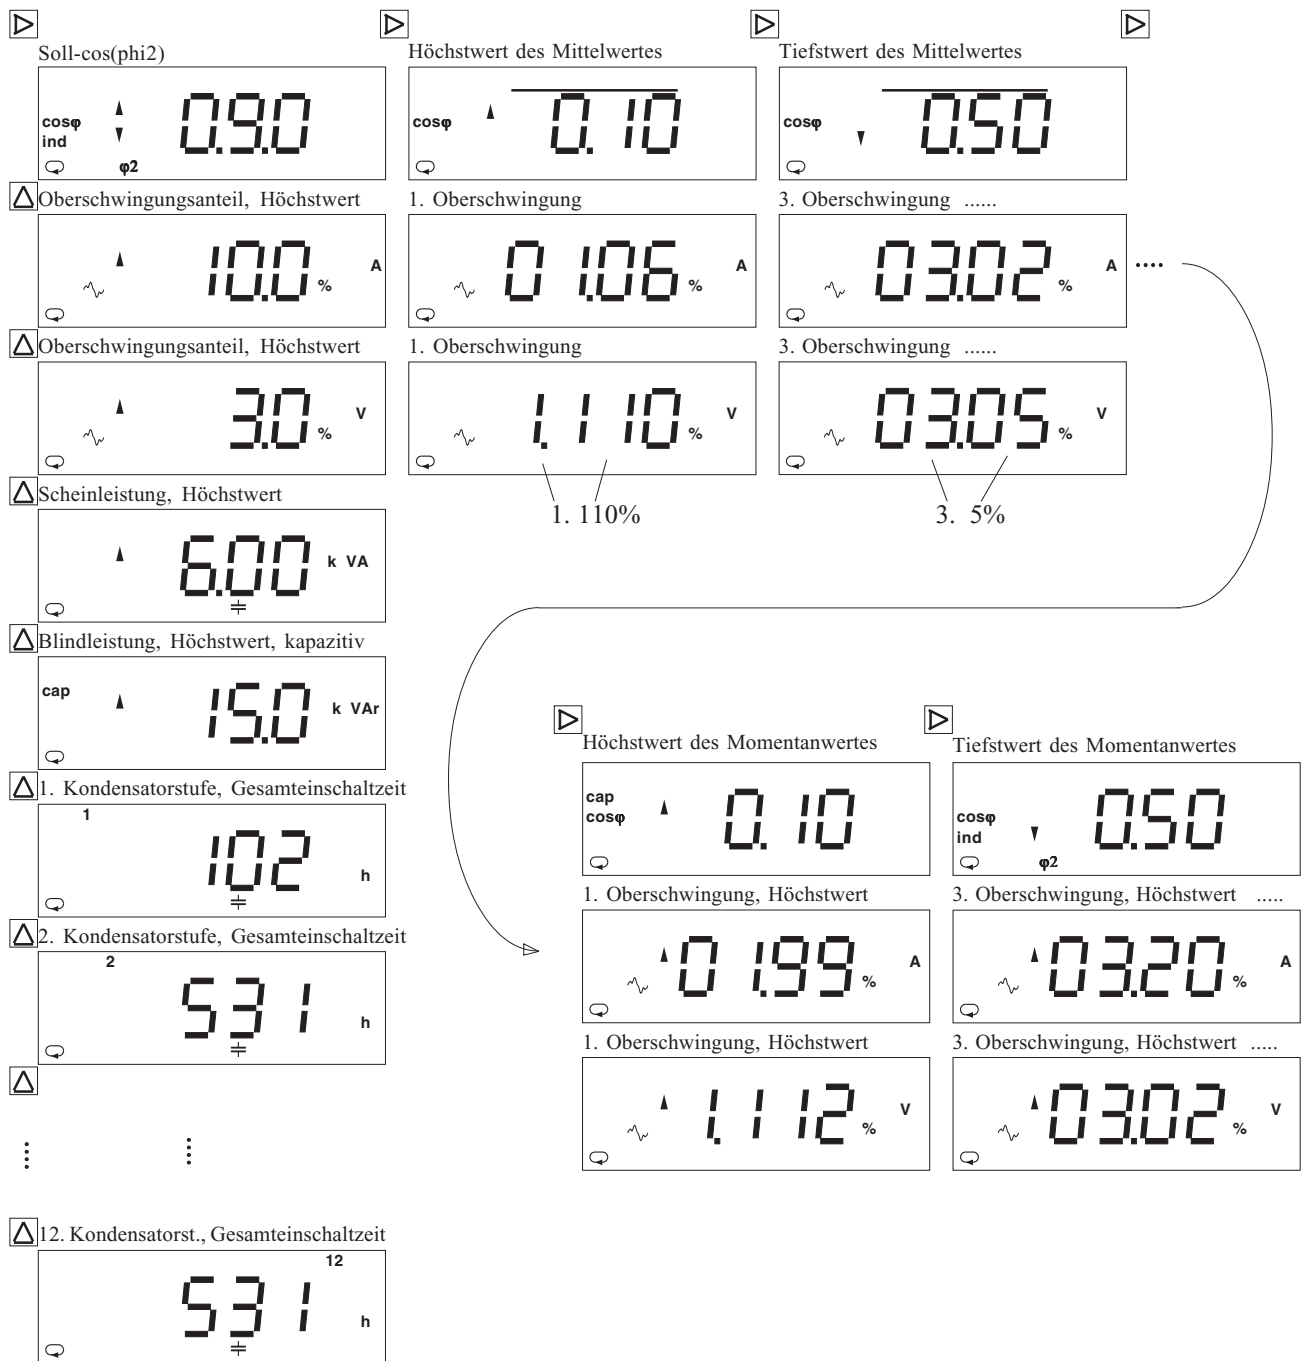 Soll-cos(phi2)
cosφ
ind
φ2
0.9.0
Höchstwert des Mittelwertes
cosφ
0.10
Tiefstwert des Mittelwertes
cosφ
0.50
Oberschwingungsanteil, Höchstwert
10.0 % A
1. Oberschwingung
0 1.06 % A
3. Oberschwingung ......
03.02 % A
....
Oberschwingungsanteil, Höchstwert
3.0 % V
1. Oberschwingung
1.110 % V
1. 110%
3. Oberschwingung ......
03.05 % V
3. 5%
Scheinleistung, Höchstwert
6.00 k VA
Blindleistung, Höchstwert, kapazitiv
cap
15.0 k VAr
1. Kondensatorstufe, Gesamteinschaltzeit
1
102 h
2. Kondensatorstufe, Gesamteinschaltzeit
2
531 h
12. Kondensatorst., Gesamteinschaltzeit
12
531 h
Höchstwert des Momentanwertes
cap
cosφ
0.10
Tiefstwert des Momentanwertes
cosφ
ind
φ2
0.50
1. Oberschwingung, Höchstwert
0 1.99 % A
3. Oberschwingung, Höchstwert .....
03.20 % A
1. Oberschwingung, Höchstwert
1.112 % V
3. Oberschwingung, Höchstwert .....
03.02 % V